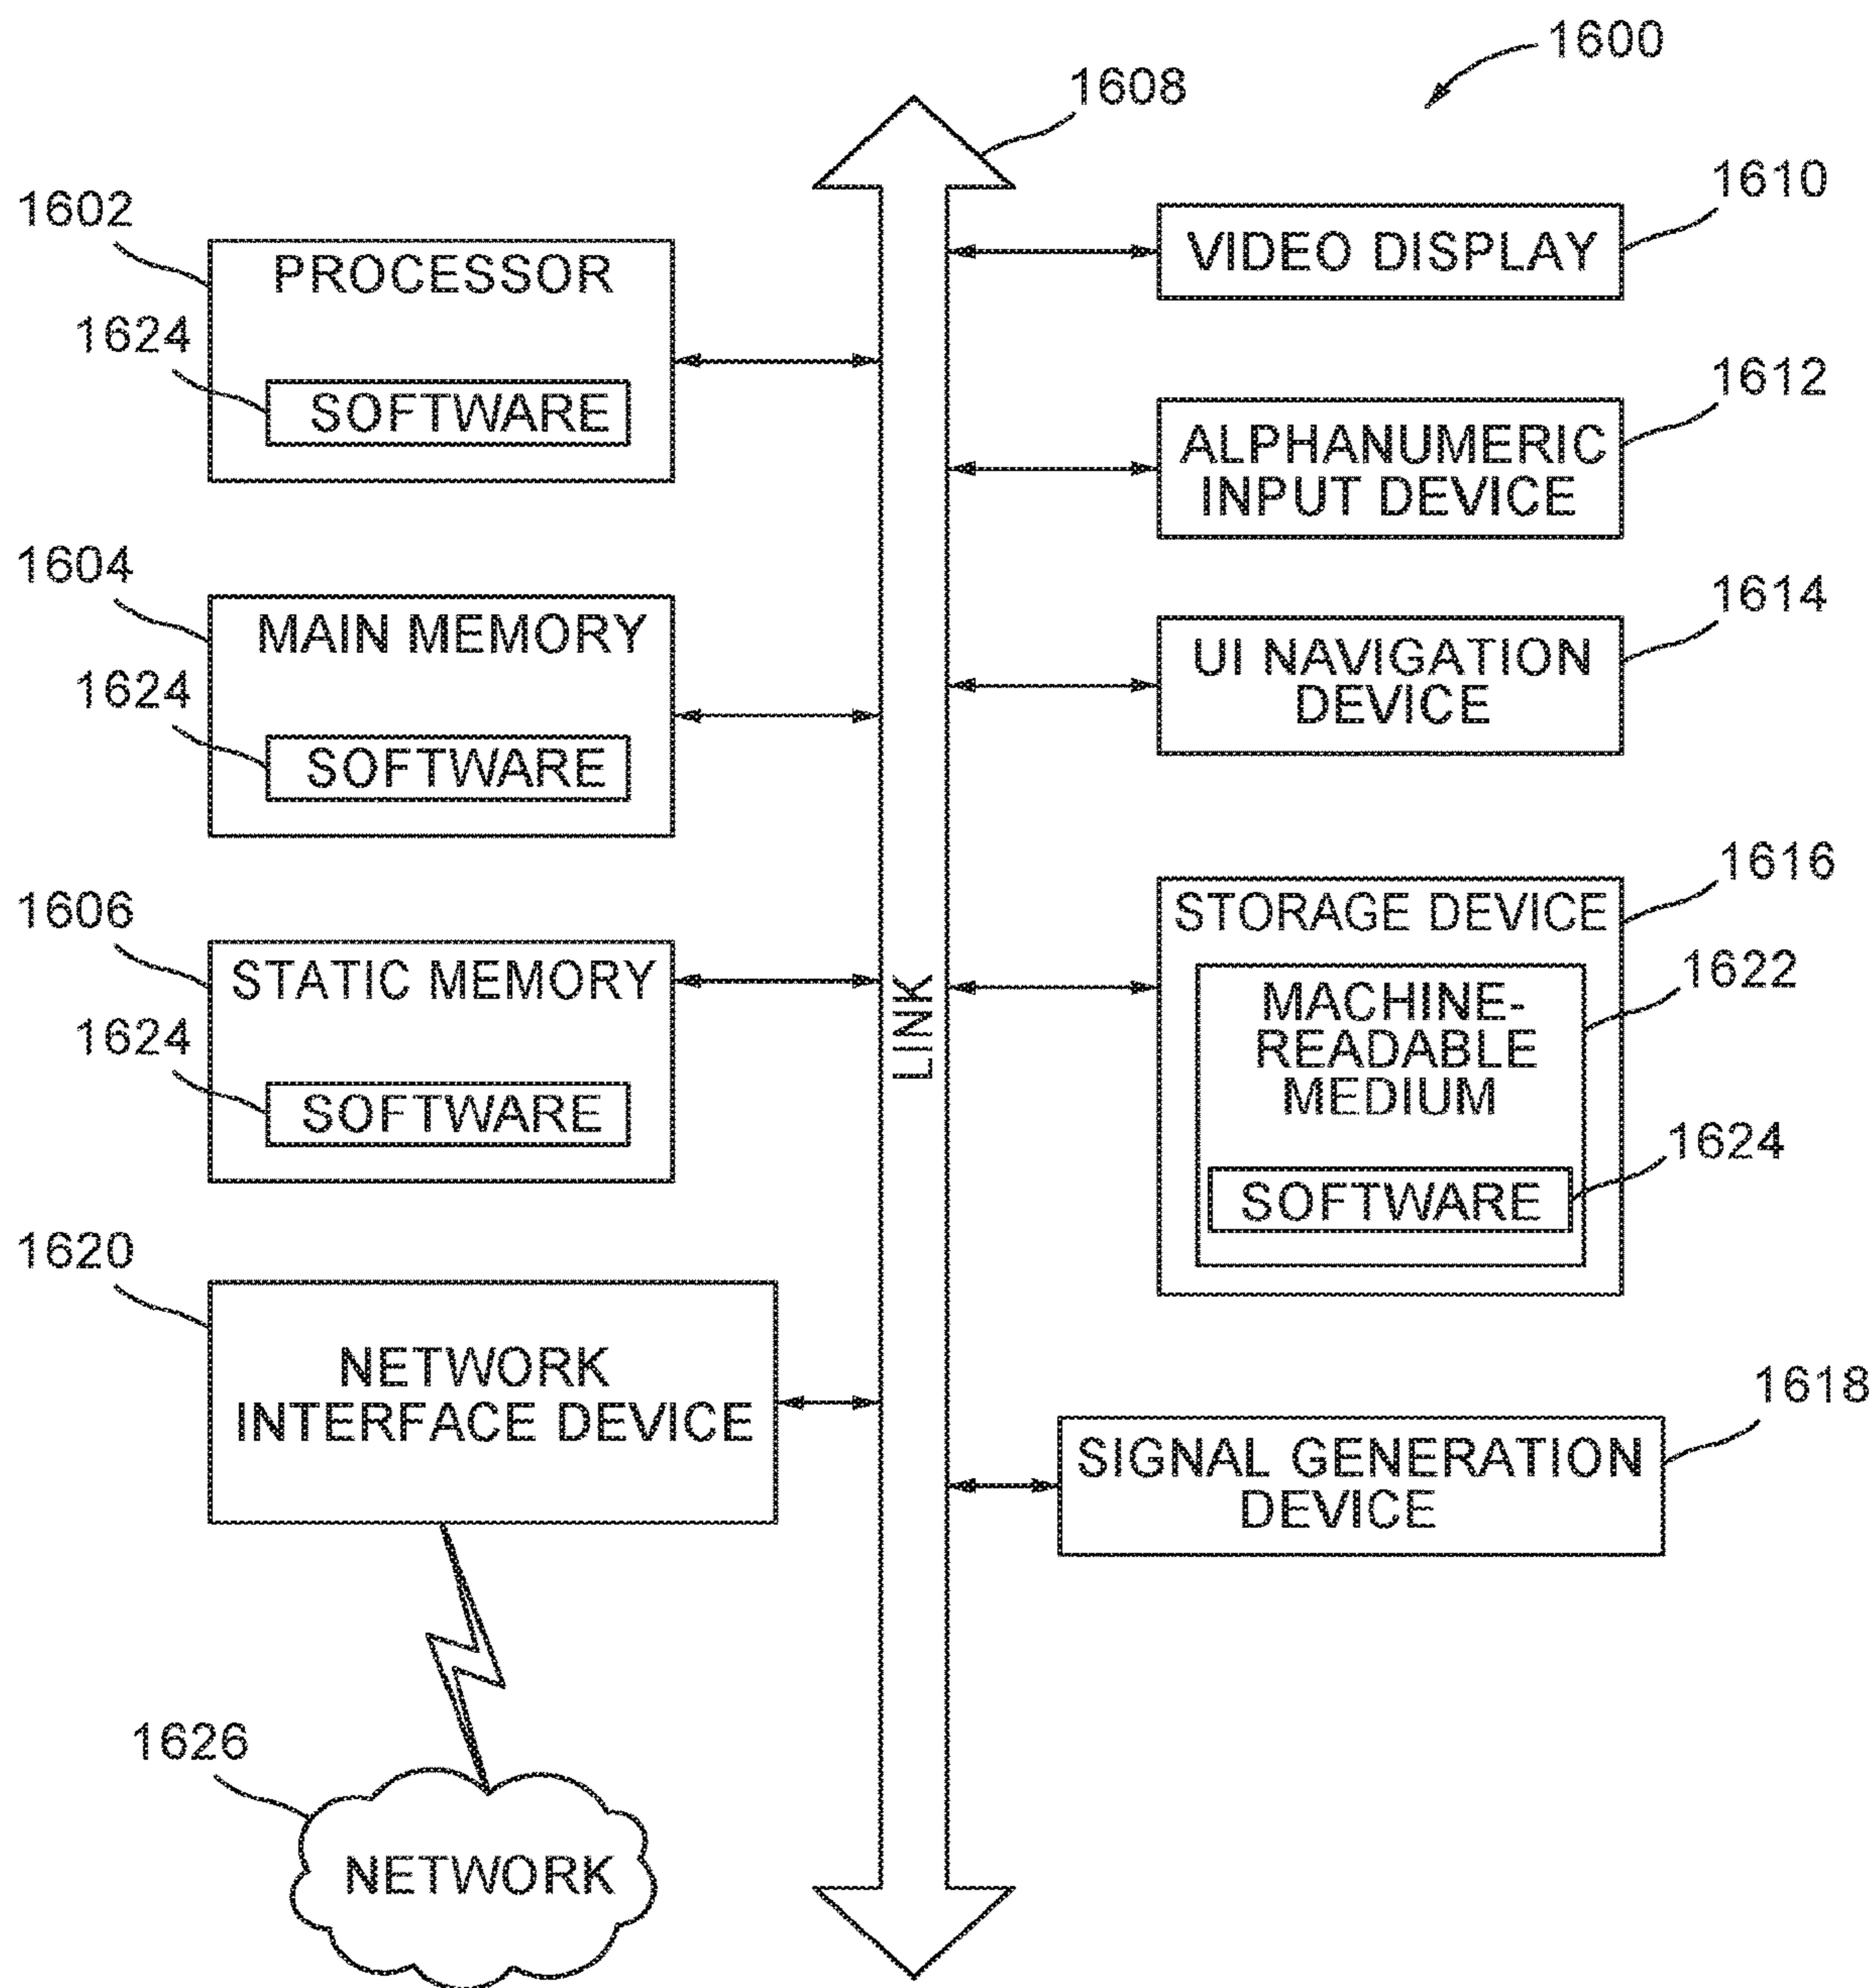 1600
1608
1602
PROCESSOR
1624
SOFTWARE
1604
MAIN MEMORY
1624
SOFTWARE
1606
STATIC MEMORY
1624
SOFTWARE
1620
NETWORK
INTERFACE DEVICE
1626
NETWORK
LINK
1610
VIDEO DISPLAY
1612
ALPHANUMERIC
INPUT DEVICE
1614
UI NAVIGATION
DEVICE
1616
STORAGE DEVICE
1622
MACHINE-
READABLE
MEDIUM
1624
SOFTWARE
1618
SIGNAL GENERATION
DEVICE